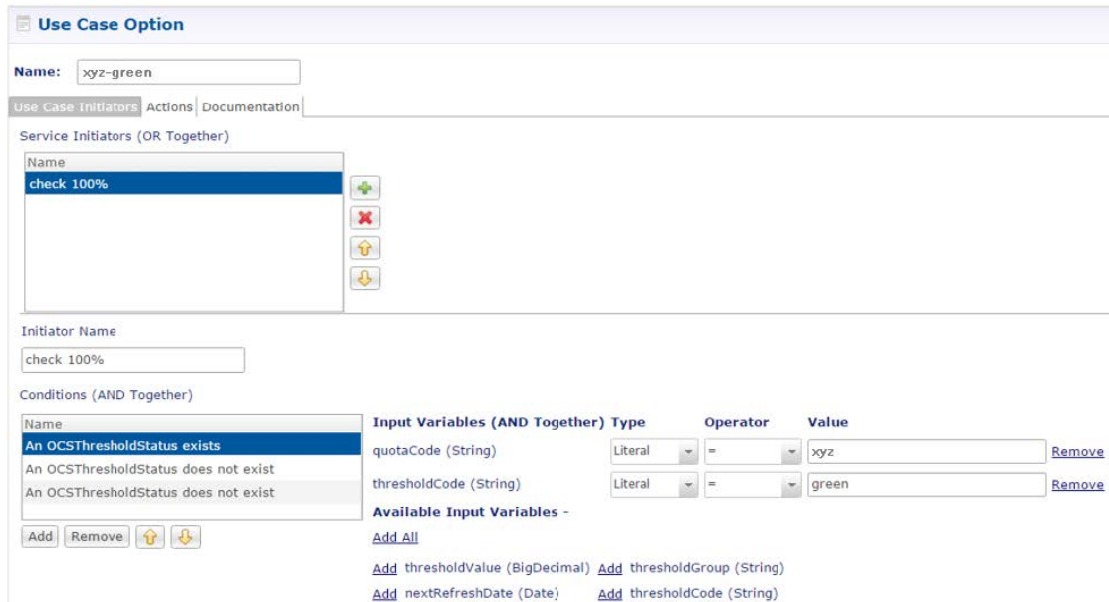 Use Case Option
Name: xyz-green
Use Case Initiators Actions Documentation
Service Initiators (OR Together)
Name
check 100%
Initiator Name
check 100%
Conditions (AND Together)
Name
An OCSThresholdStatus exists
An OCSThresholdStatus does not exist
An OCSThresholdStatus does not exist
Add Remove
Input Variables (AND Together) Type Operator Value
quotaCode (String) Literal = xyz Remove
thresholdCode (String) Literal = green Remove
Available Input Variables -
Add All
Add thresholdValue (BigDecimal) Add thresholdGroup (String)
Add nextRefreshDate (Date) Add thresholdCode (String)